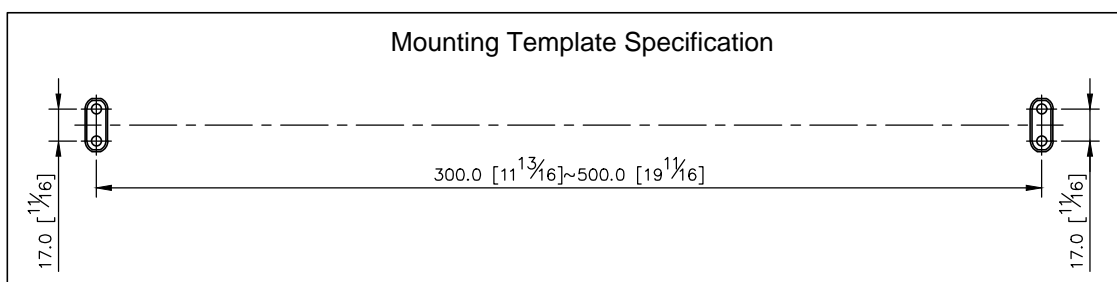 Mounting Template Specification
300.0 [11 13/16]~500.0 [19 11/16]
17.0 [11/16]
17.0 [11/16]